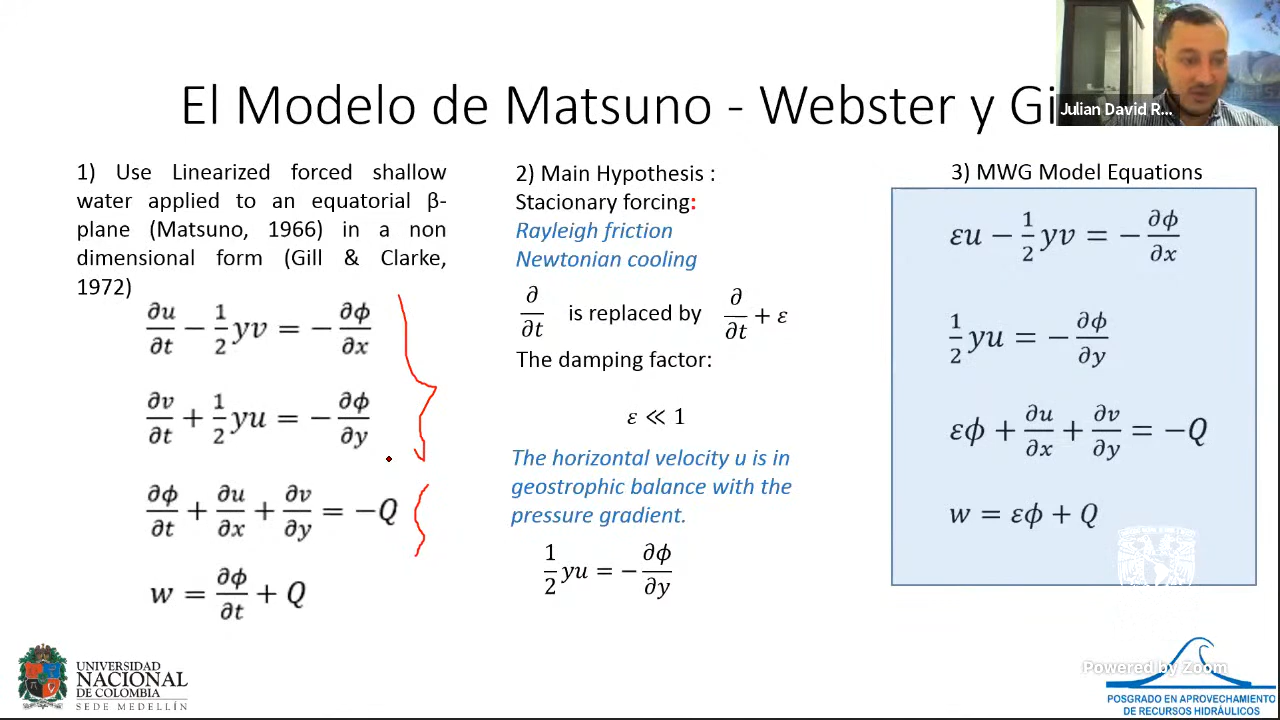 El Modelo de Matsuno - Webster y Gi
Julian David R...
1) Use Linearized forced shallow
water applied to an equatorial β-
plane (Matsuno, 1966) in a non
dimensional form (Gill & Clarke,
1972)
∂u/∂t − 1/2 yv = − ∂ϕ/∂x
∂v/∂t + 1/2 yu = − ∂ϕ/∂y
∂ϕ/∂t + ∂u/∂x + ∂v/∂y = −Q
w = ∂ϕ/∂t + Q
2) Main Hypothesis :
Stacionary forcing:
Rayleigh friction
Newtonian cooling
∂/∂t is replaced by ∂/∂t + ε
The damping factor:
ε ≪ 1
The horizontal velocity u is in
geostrophic balance with the
pressure gradient.
1/2 yu = − ∂ϕ/∂y
3) MWG Model Equations
εu − 1/2 yv = − ∂ϕ/∂x
1/2 yu = − ∂ϕ/∂y
εϕ + ∂u/∂x + ∂v/∂y = −Q
w = εϕ + Q
UNIVERSIDAD
NACIONAL
DE COLOMBIA
SEDE MEDELLÍN
Powered by Zoom
POSGRADO EN APROVECHAMIENTO
DE RECURSOS HIDRÁULICOS